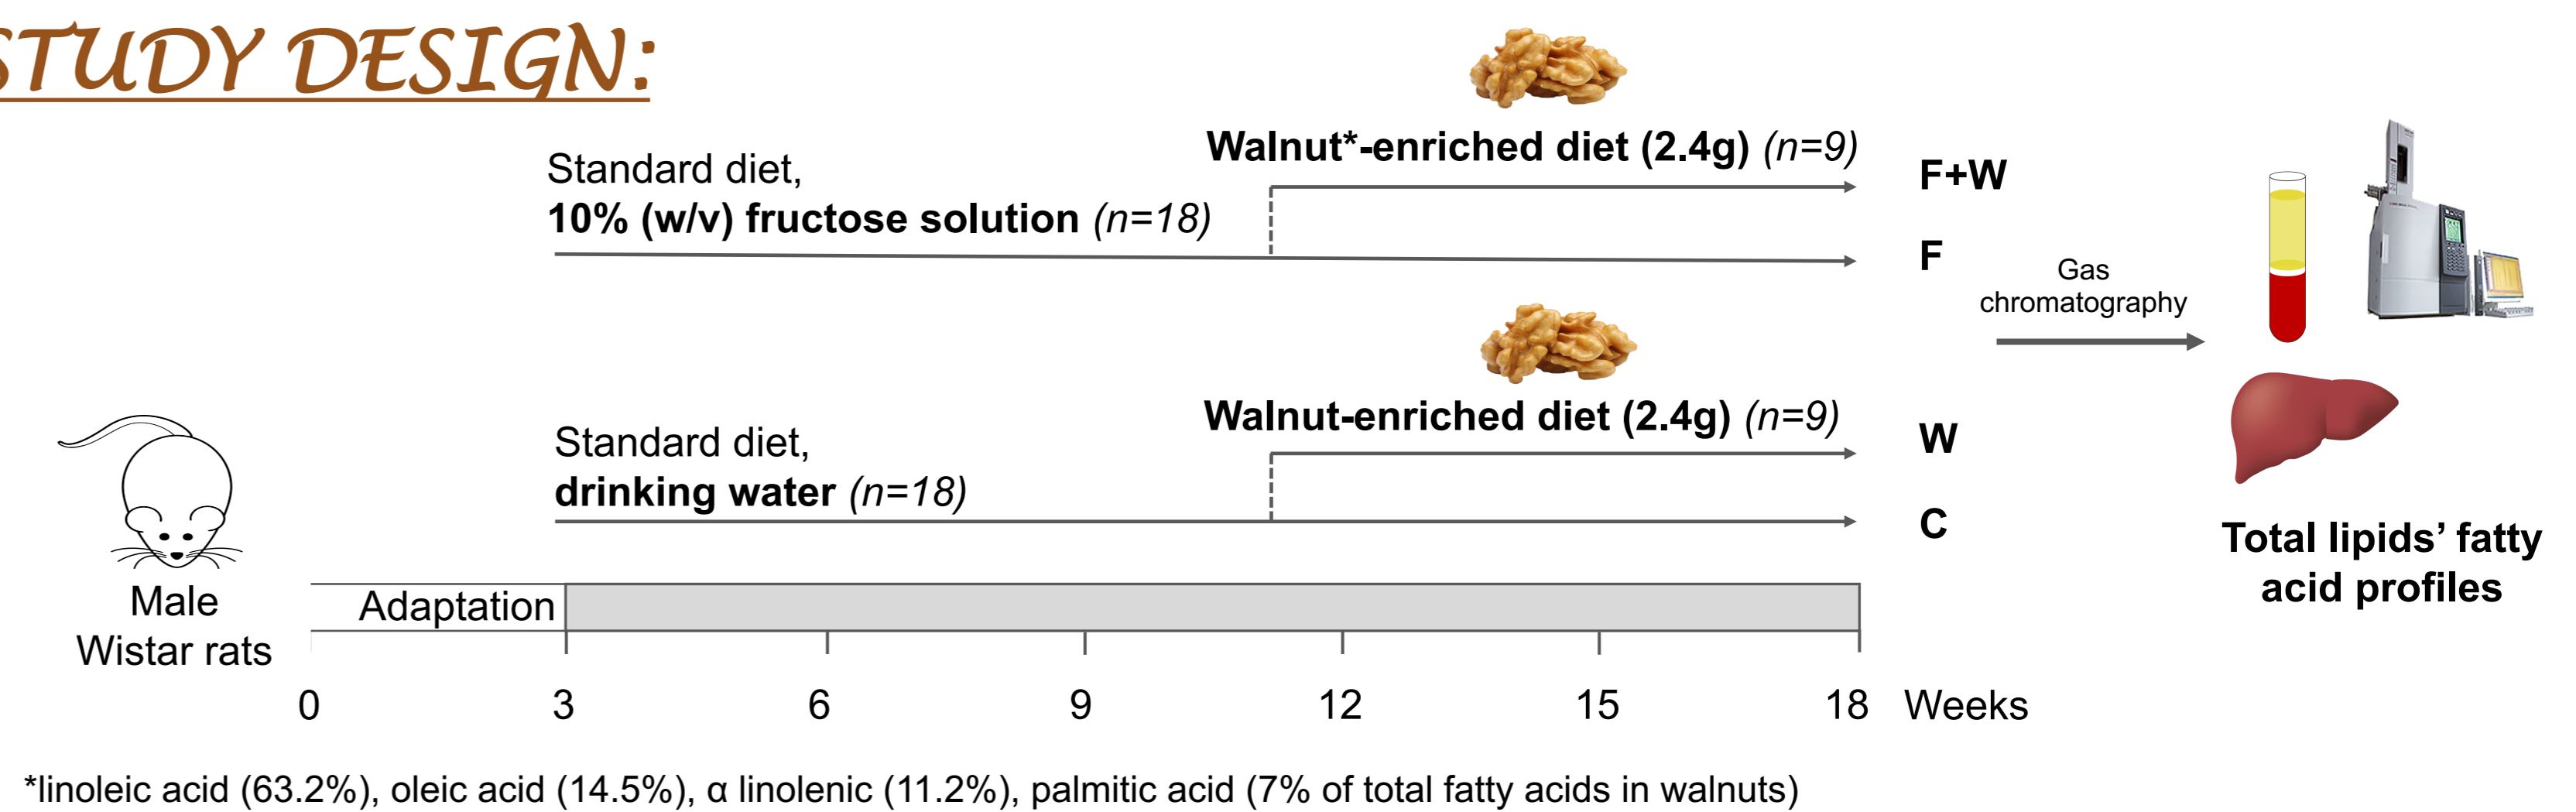 STUDY DESIGN:
Walnut*-enriched diet (2.4g) (n=9)
Standard diet,
10% (w/v) fructose solution (n=18)
F+W
F
Gas
chromatography
Walnut-enriched diet (2.4g) (n=9)
Standard diet,
drinking water (n=18)
W
C
Total lipids’ fatty
acid profiles
Male
Wistar rats
Adaptation
0 3 6 9 12 15 18 Weeks
*linoleic acid (63.2%), oleic acid (14.5%), α linolenic (11.2%), palmitic acid (7% of total fatty acids in walnuts)